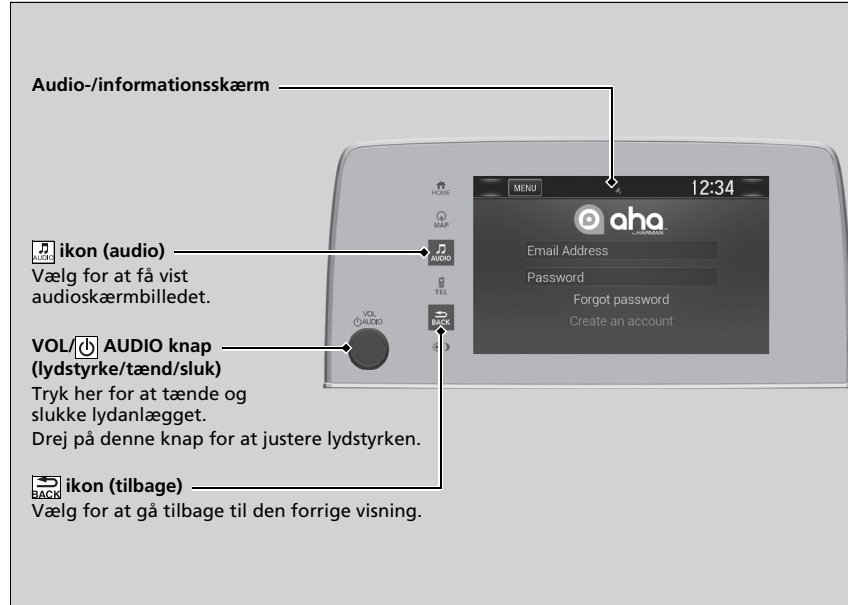 Audio-/informationsskærm
HOME
MENU
12:34
MAP
aha
by HARMAN
AUDIO
AUDIO ikon (audio)
Vælg for at få vist
audioskærmbilledet.
Email Address
Password
TEL
Forgot password
VOL
AUDIO
BACK
Create an account
VOL/ AUDIO knap
(lydstyrke/tænd/sluk)
Tryk her for at tænde og
slukke lydanlægget.
Drej på denne knap for at justere lydstyrken.
BACK ikon (tilbage)
Vælg for at gå tilbage til den forrige visning.